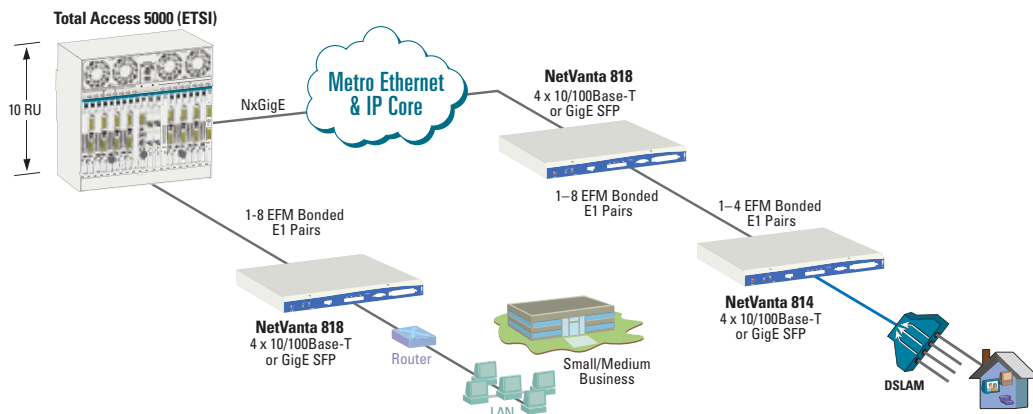 Total Access 5000 (ETSI)
10 RU
NxGigE
Metro Ethernet
& IP Core
NetVanta 818
4 x 10/100Base-T
or GigE SFP
1–8 EFM Bonded
E1 Pairs
1–4 EFM Bonded
E1 Pairs
1-8 EFM Bonded
E1 Pairs
NetVanta 818
4 x 10/100Base-T
or GigE SFP
Router
LAN
Small/Medium
Business
NetVanta 814
4 x 10/100Base-T
or GigE SFP
DSLAM